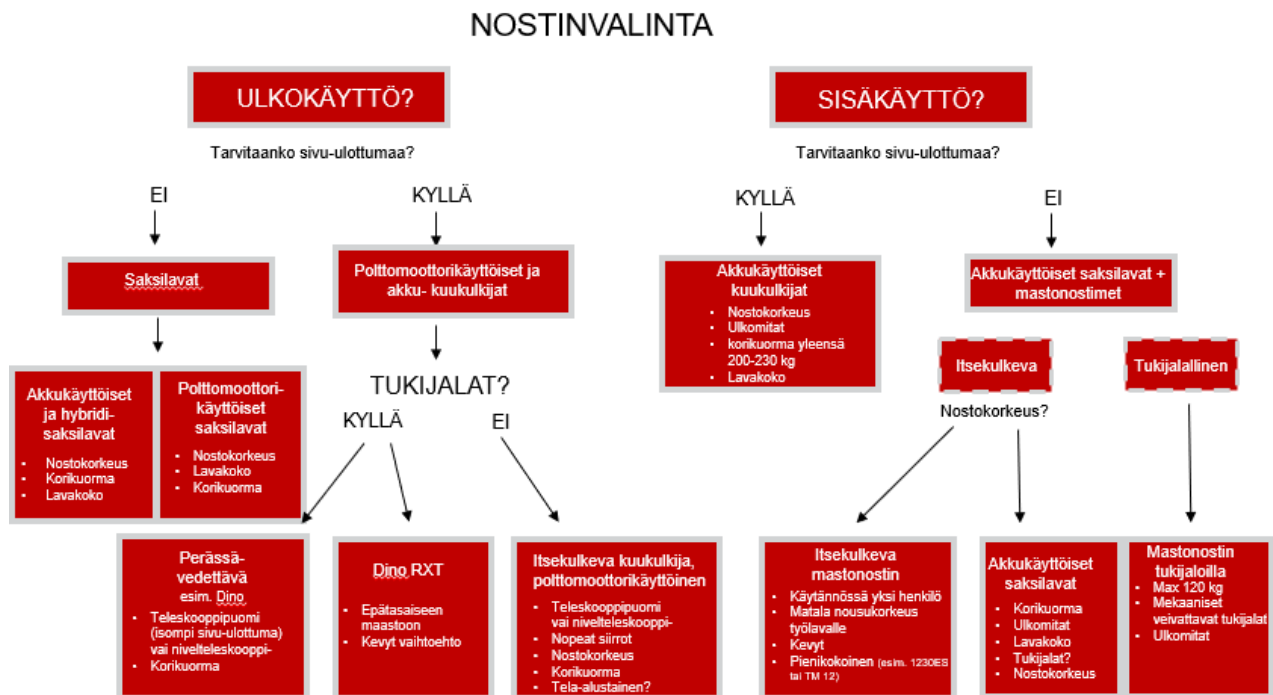 NOSTINVALINTA
ULKOKÄYTTÖ?
Tarvitaanko sivu-ulottumaa?
EI
KYLLÄ
Saksilavat
Polttomoottorikäyttöiset ja
akku- kuukulkijat
Akkukäyttöiset
ja hybridi-
saksilavat
• Nostokorkeus
• Korikuorma
• Lavakoko
Polttomoottori-
käyttöiset
saksilavat
• Nostokorkeus
• Lavakoko
• Korikuorma
TUKIJALAT?
KYLLÄ
EI
Perässä-
vedettävä
esim. Dino
• Teleskooppipuomi
(isompi sivu-ulottuma)
vai nivelteleskooppi-
• Korikuorma
Dino RXT
• Epätasaiseen
maastoon
• Kevyt vaihtoehto
Itsekulkeva kuukulkija,
polttomoottorikäyttöinen
• Teleskooppipuomi
vai nivelteleskooppi-
• Nopeat siirrot
• Nostokorkeus
• Korikuorma
• Tela-alustainen?
SISÄKÄYTTÖ?
Tarvitaanko sivu-ulottumaa?
KYLLÄ
EI
Akkukäyttöiset
kuukulkijat
• Nostokorkeus
• Ulkomitat
• korikuorma yleensä
200-230 kg
• Lavakoko
Akkukäyttöiset saksilavat +
mastonostimet
Itsekulkeva
Tukijalallinen
Nostokorkeus?
Itsekulkeva
mastonostin
• Käytännössä yksi henkilö
• Matala nousukorkeus
työlavalle
• Kevyt
• Pienikokoinen (esim. 1230ES
tai TM 12)
Akkukäyttöiset
saksilavat
• Korikuorma
• Ulkomitat
• Lavakoko
• Tukijalat?
• Nostokorkeus
Mastonostin
tukijaloilla
• Max 120 kg
• Mekaaniset
veivattavat tukijalat
• Ulkomitat